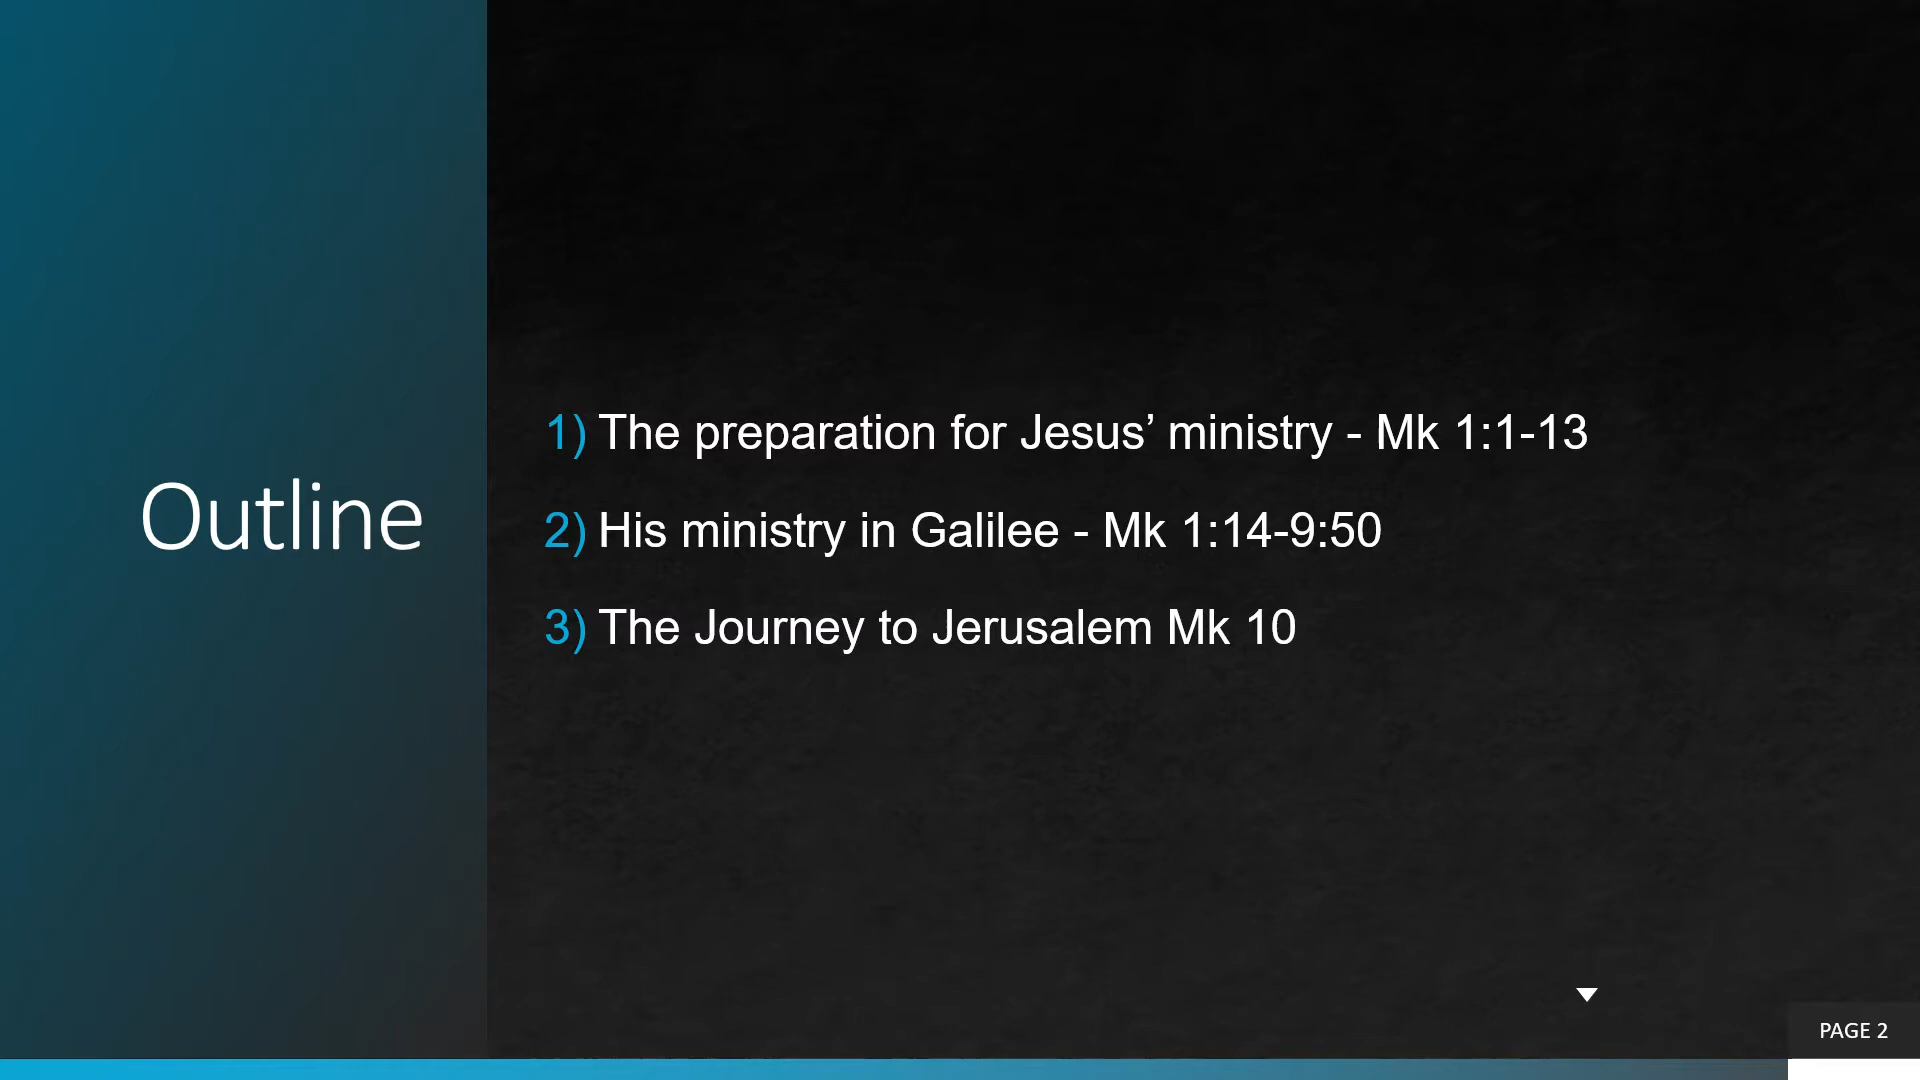 Outline
1) The preparation for Jesus’ ministry - Mk 1:1-13
2) His ministry in Galilee - Mk 1:14-9:50
3) The Journey to Jerusalem Mk 10
PAGE 2